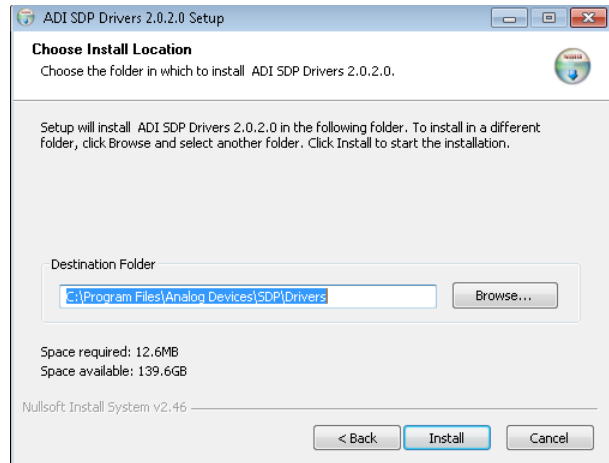 ADI SDP Drivers 2.0.2.0 Setup
Choose Install Location
Choose the folder in which to install ADI SDP Drivers 2.0.2.0.
Setup will install ADI SDP Drivers 2.0.2.0 in the following folder. To install in a different
folder, click Browse and select another folder. Click Install to start the installation.
Destination Folder
C:\Program Files\Analog Devices\SDP\Drivers
Browse...
Space required: 12.6MB
Space available: 139.6GB
Nullsoft Install System v2.46
< Back
Install
Cancel